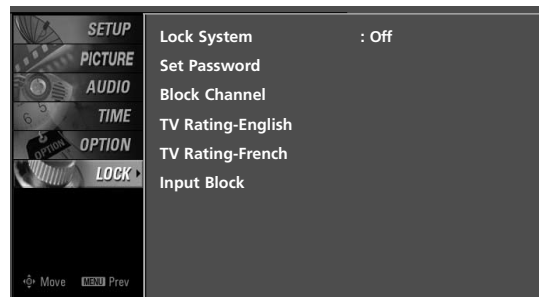 SETUP
PICTURE
AUDIO
TIME
OPTION
LOCK
Move MENU Prev
Lock System : Off
Set Password
Block Channel
TV Rating-English
TV Rating-French
Input Block